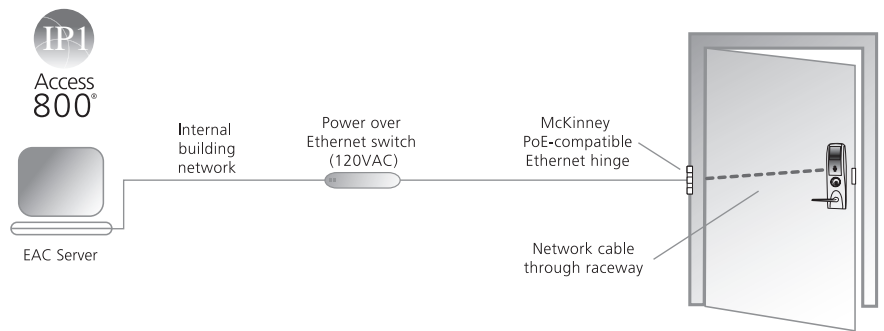 IP1
Access
800®
Internal
building
network
Power over
Ethernet switch
(120VAC)
McKinney
PoE-compatible
Ethernet hinge
EAC Server
Network cable
through raceway